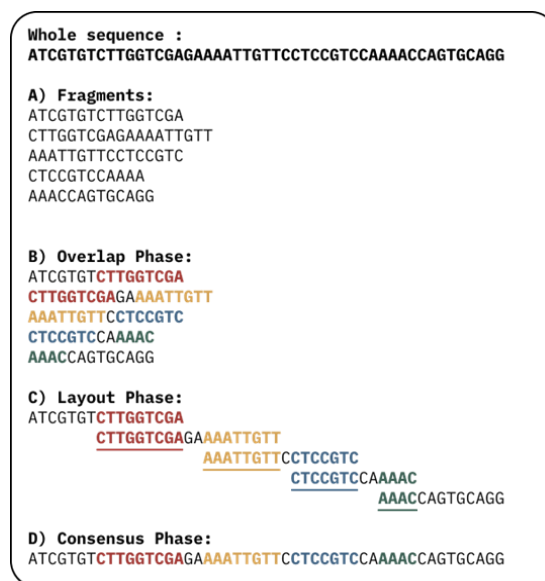 Whole sequence :
ATCGTGTCTTGGTCGAGAAAATTGTTCCTCCGTCCAAAACCAGTGCAGG
A) Fragments:
ATCGTGTCTTGGTCGA
CTTGGTCGAGAAAATTGTT
AAATTGTTCCTCCGTC
CTCCGTCCAAAA
AAACCAGTGCAGG
B) Overlap Phase:
ATCGTGTCTTGGTCGA
CTTGGTCGAGAAAATTGTT
AAATTGTTCCTCCGTC
CTCCGTCCAAAAC
AAACCAGTGCAGG
C) Layout Phase:
ATCGTGTCTTGGTCGA
CTTGGTCGAGAAAATTGTT
AAATTGTTCCTCCGTC
CTCCGTCCAAAAC
AAACCAGTGCAGG
D) Consensus Phase:
ATCGTGTCTTGGTCGAGAAAATTGTTCCTCCGTCCAAAACCAGTGCAGG